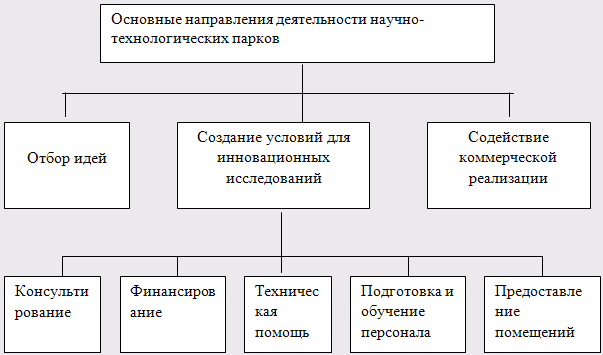 Основные направления деятельности научно-
технологических парков
Отбор идей
Создание условий для
инновационных
исследований
Содействие
коммерческой
реализации
Консульти
рование
Финансиров
ание
Техничес
кая
помощь
Подготовка и
обучение
персонала
Предоставле
ние
помещений